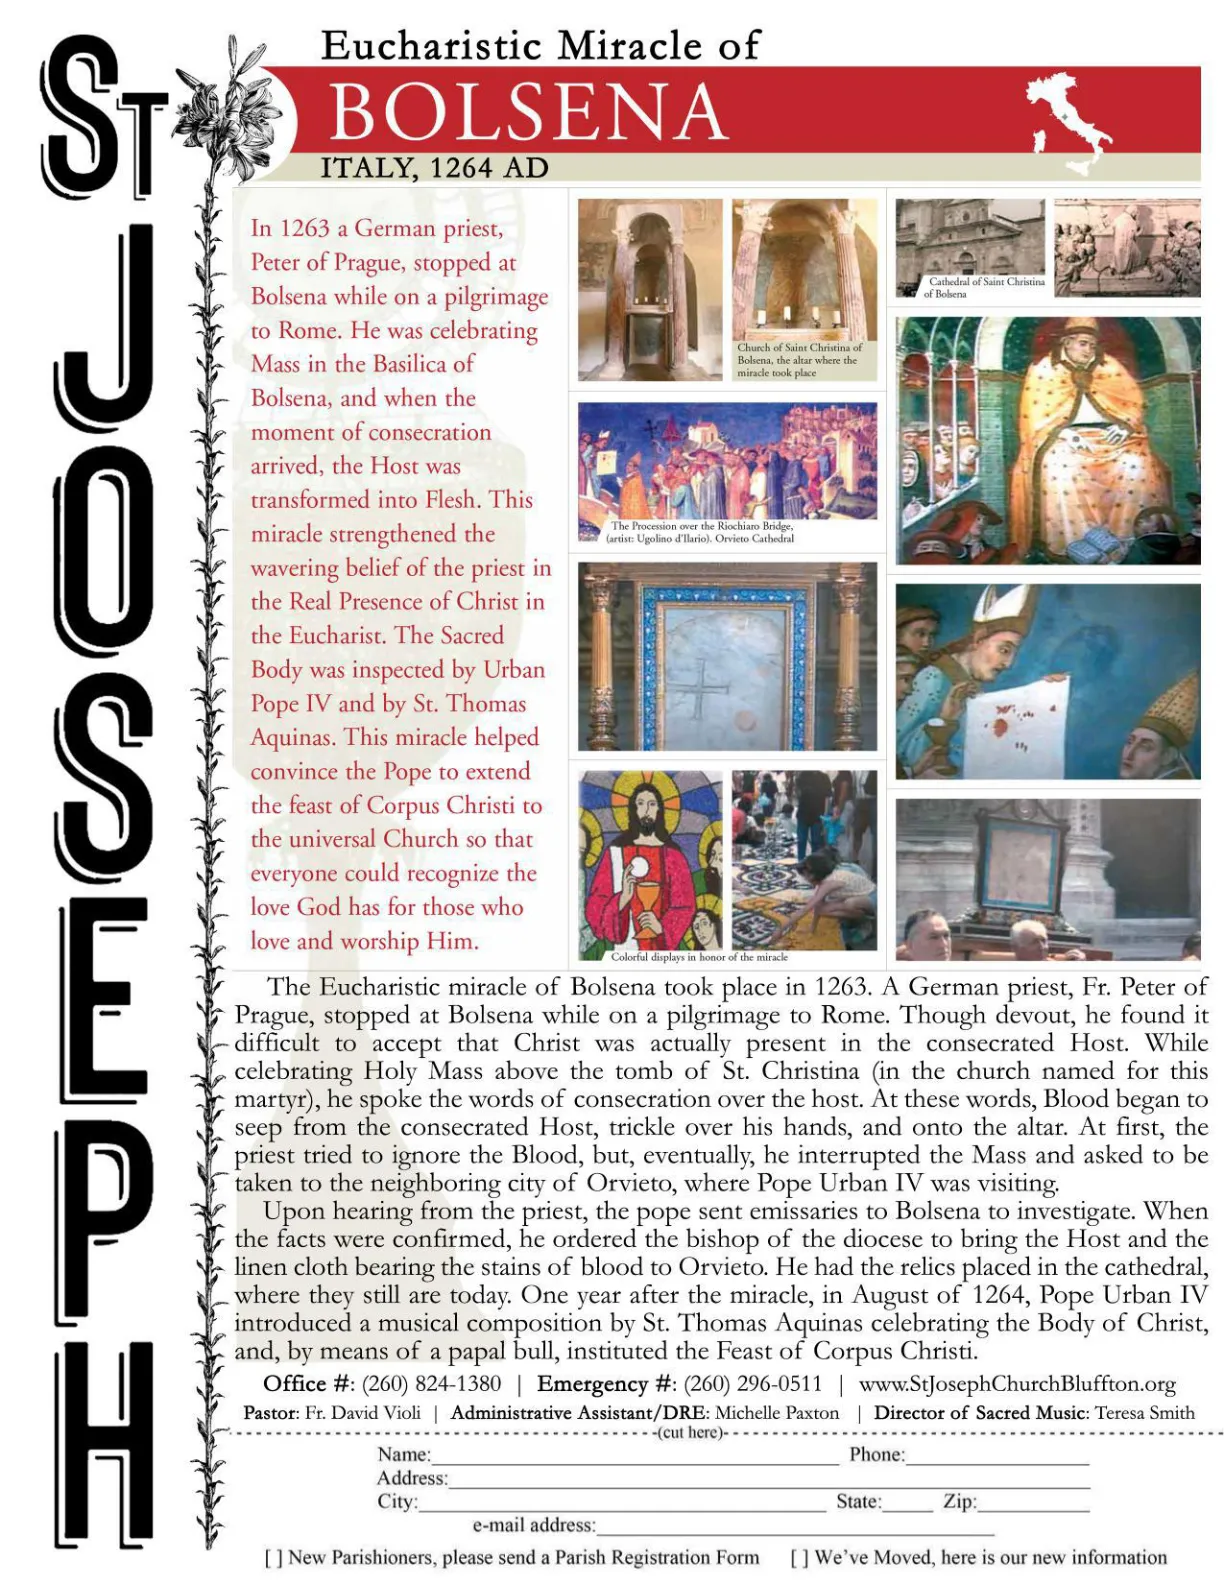 St JOSEPH
Eucharistic Miracle of
BOLSENA
ITALY, 1264 AD
In 1263 a German priest,
Peter of Prague, stopped at
Bolsena while on a pilgrimage
to Rome. He was celebrating
Mass in the Basilica of
Bolsena, and when the
moment of consecration
arrived, the Host was
transformed into Flesh. This
miracle strengthened the
wavering belief of the priest in
the Real Presence of Christ in
the Eucharist. The Sacred
Body was inspected by Urban
Pope IV and by St. Thomas
Aquinas. This miracle helped
convince the Pope to extend
the feast of Corpus Christi to
the universal Church so that
everyone could recognize the
love God has for those who
love and worship Him.
Church of Saint Christina of
Bolsena, the altar where the
miracle took place
The Procession over the Riochiaro Bridge,
(artist: Ugolino d'Ilario). Orvieto Cathedral
Colorful displays in honor of the miracle
Cathedral of Saint Christina
of Bolsena
The Eucharistic miracle of Bolsena took place in 1263. A German priest, Fr. Peter of
Prague, stopped at Bolsena while on a pilgrimage to Rome. Though devout, he found it
difficult to accept that Christ was actually present in the consecrated Host. While
celebrating Holy Mass above the tomb of St. Christina (in the church named for this
martyr), he spoke the words of consecration over the host. At these words, Blood began to
seep from the consecrated Host, trickle over his hands, and onto the altar. At first, the
priest tried to ignore the Blood, but, eventually, he interrupted the Mass and asked to be
taken to the neighboring city of Orvieto, where Pope Urban IV was visiting.
Upon hearing from the priest, the pope sent emissaries to Bolsena to investigate. When
the facts were confirmed, he ordered the bishop of the diocese to bring the Host and the
linen cloth bearing the stains of blood to Orvieto. He had the relics placed in the cathedral,
where they still are today. One year after the miracle, in August of 1264, Pope Urban IV
introduced a musical composition by St. Thomas Aquinas celebrating the Body of Christ,
and, by means of a papal bull, instituted the Feast of Corpus Christi.
Office #: (260) 824-1380 | Emergency #: (260) 296-0511 | www.StJosephChurchBluffton.org
Pastor: Fr. David Violi | Administrative Assistant/DRE: Michelle Paxton | Director of Sacred Music: Teresa Smith
(cut here)
Name: Phone:
Address:
City: State: Zip:
e-mail address:
[ ] New Parishioners, please send a Parish Registration Form [ ] We've Moved, here is our new information